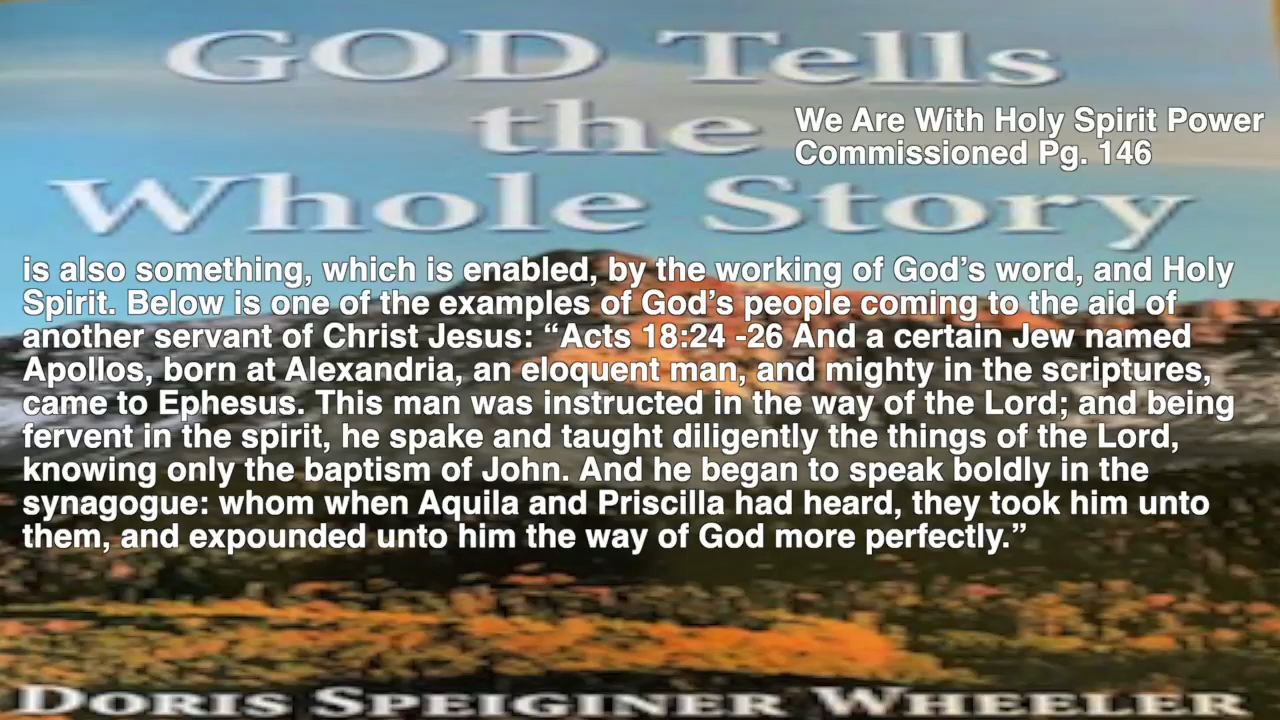 GOD Tells
the
We Are With Holy Spirit Power
Commissioned Pg. 146
Whole Story
is also something, which is enabled, by the working of God’s word, and Holy
Spirit. Below is one of the examples of God’s people coming to the aid of
another servant of Christ Jesus: “Acts 18:24 -26 And a certain Jew named
Apollos, born at Alexandria, an eloquent man, and mighty in the scriptures,
came to Ephesus. This man was instructed in the way of the Lord; and being
fervent in the spirit, he spake and taught diligently the things of the Lord,
knowing only the baptism of John. And he began to speak boldly in the
synagogue: whom when Aquila and Priscilla had heard, they took him unto
them, and expounded unto him the way of God more perfectly.”
DORIS SPEIGINER WHEELER